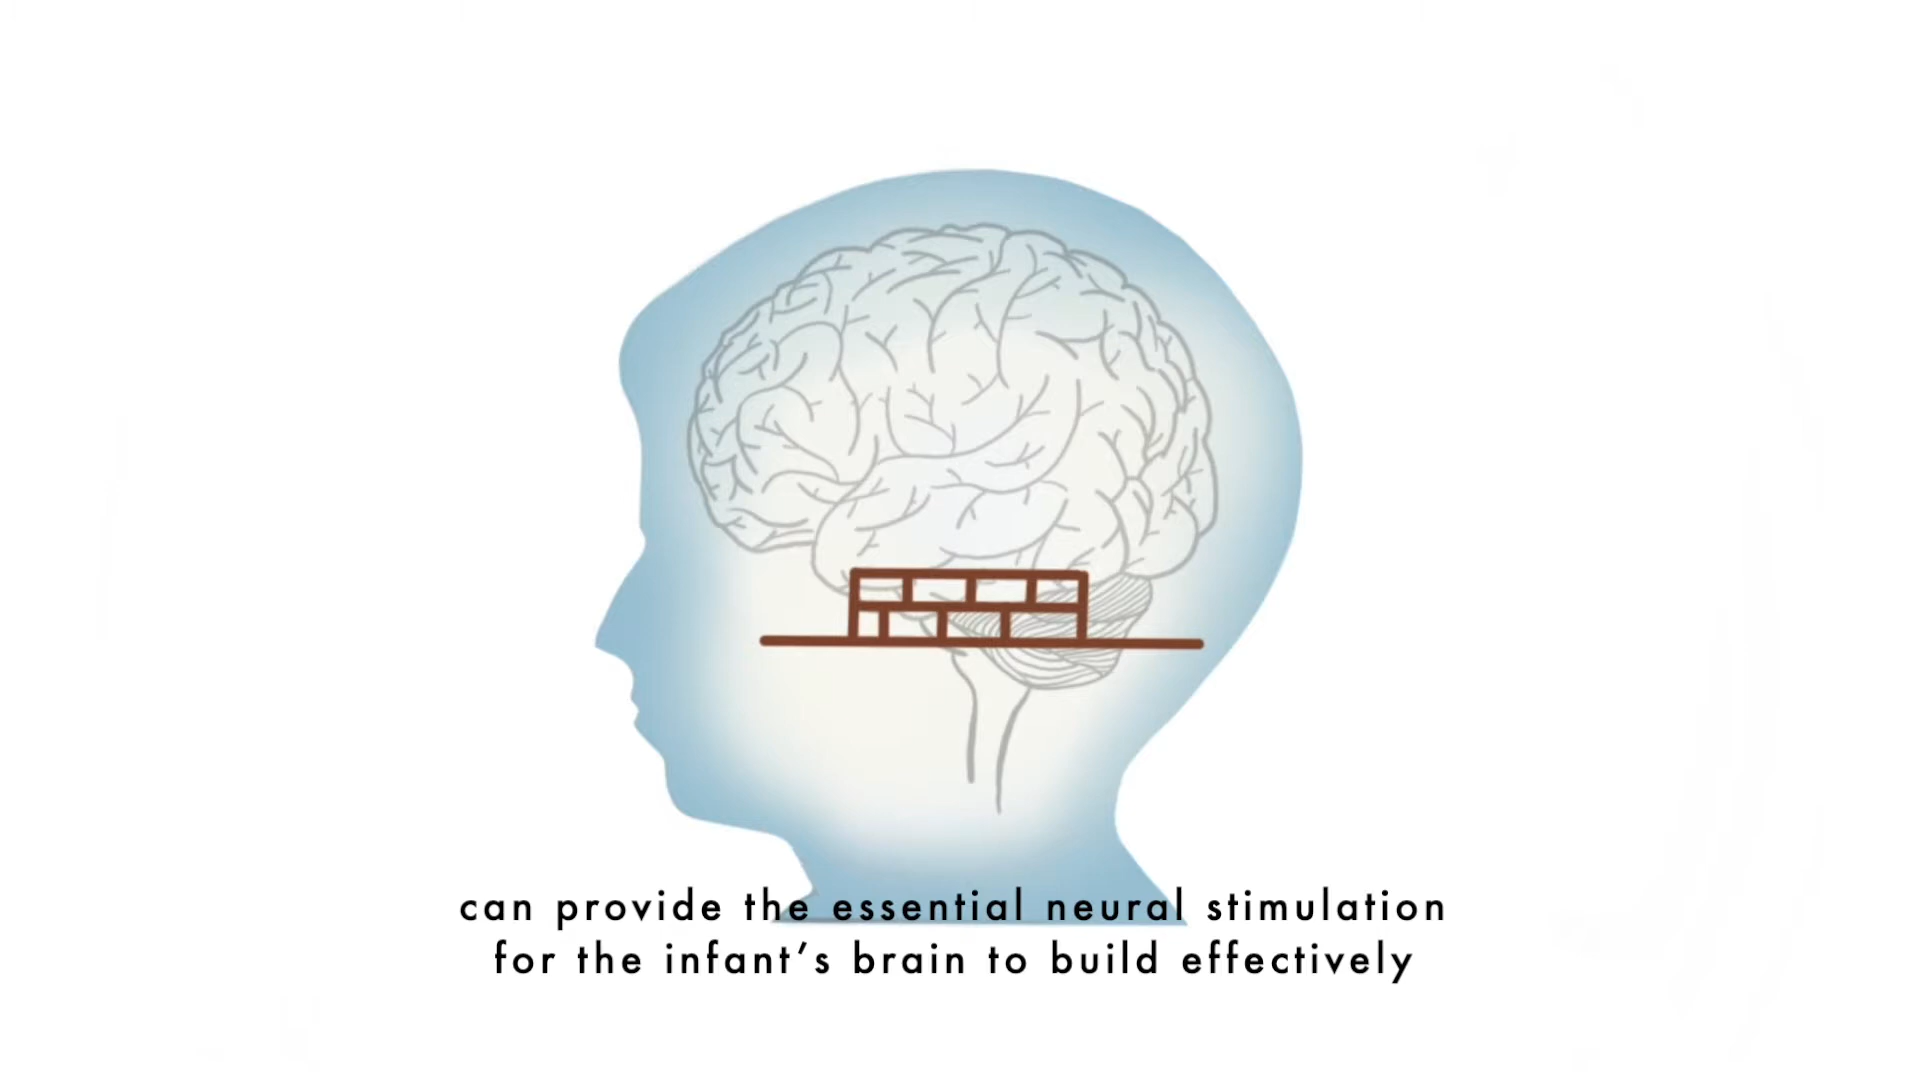 can provide the essential neural stimulation
for the infant’s brain to build effectively